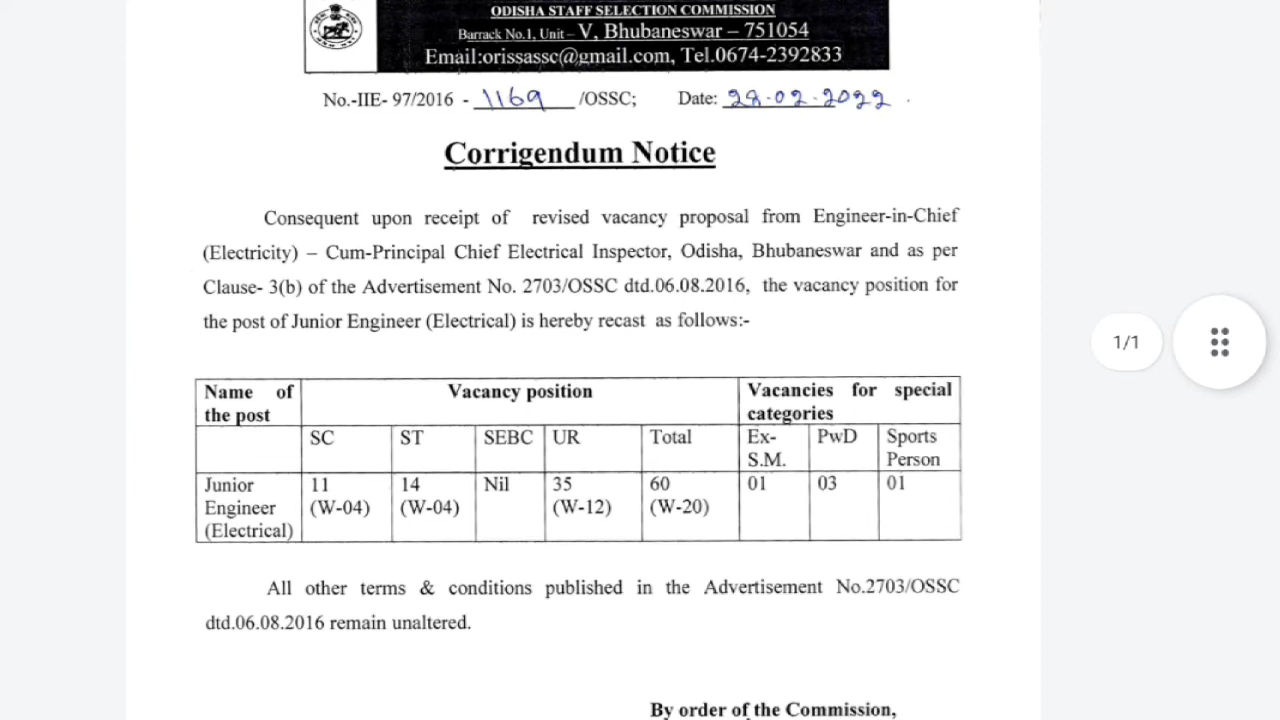 ODISHA STAFF SELECTION COMMISSION
Barrack No.1, Unit – V, Bhubaneswar – 751054
Email:orissassc@gmail.com, Tel.0674-2392833
No.-IIE- 97/2016 - 1169 /OSSC; Date: 28.02.2022
Corrigendum Notice
Consequent upon receipt of revised vacancy proposal from Engineer-in-Chief
(Electricity) – Cum-Principal Chief Electrical Inspector, Odisha, Bhubaneswar and as per
Clause- 3(b) of the Advertisement No. 2703/OSSC dtd.06.08.2016, the vacancy position for
the post of Junior Engineer (Electrical) is hereby recast as follows:-
Name of Vacancy position Vacancies for special
the post categories
SC ST SEBC UR Total Ex- PwD Sports
S.M. Person
Junior 11 14 Nil 35 60 01 03 01
Engineer (W-04) (W-04) (W-12) (W-20)
(Electrical)
All other terms & conditions published in the Advertisement No.2703/OSSC
dtd.06.08.2016 remain unaltered.
By order of the Commission,
1/1